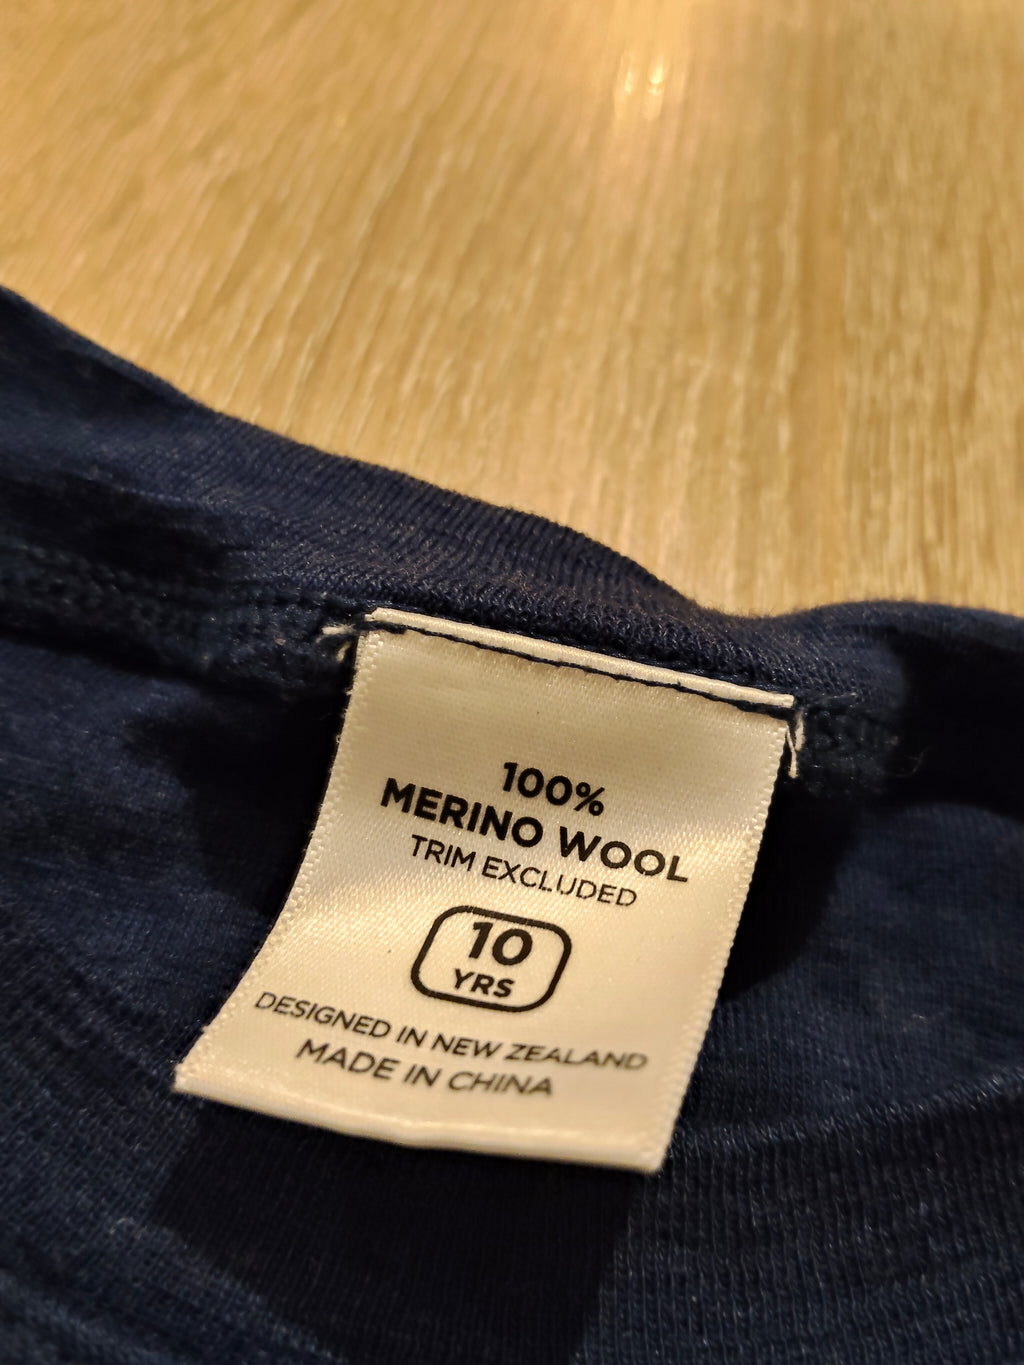 100%
MERINO WOOL
TRIM EXCLUDED
10
YRS
DESIGNED IN NEW ZEALAND
MADE IN CHINA